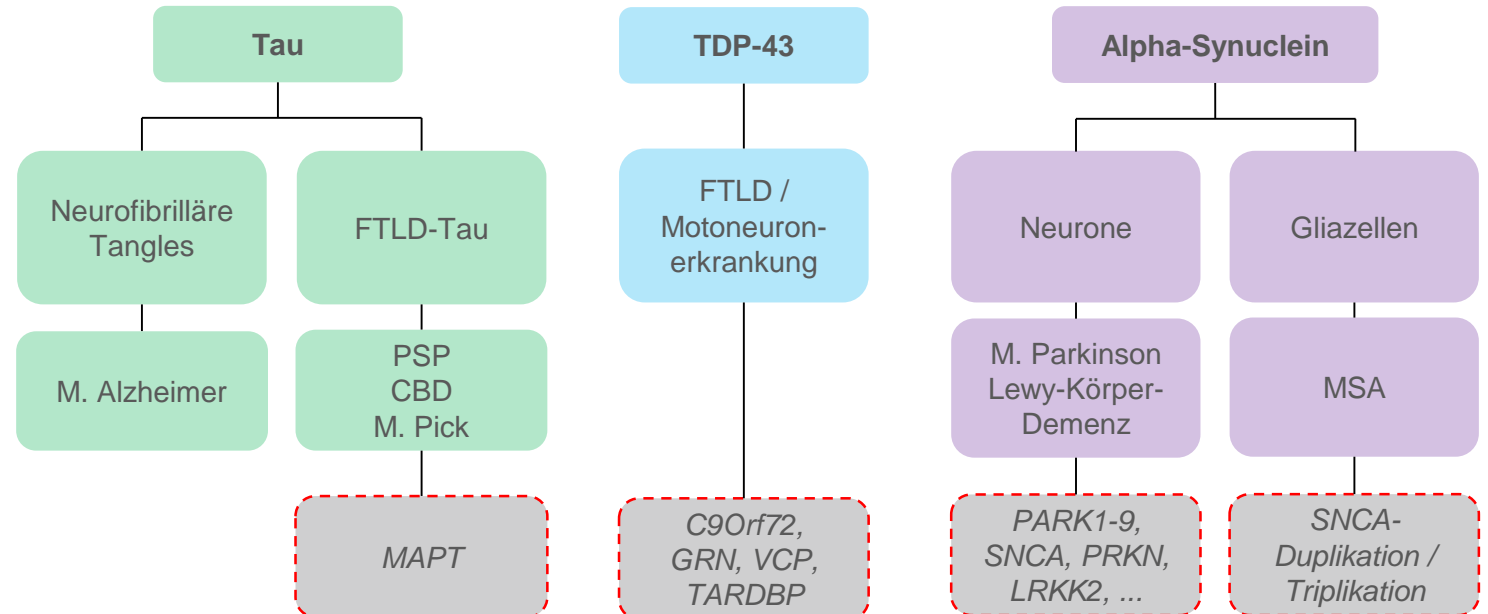 Tau
TDP-43
Alpha-Synuclein
Neurofibrilläre
Tangles
FTLD-Tau
FTLD /
Motoneuron-
erkrankung
Neurone
Gliazellen
M. Alzheimer
PSP
CBD
M. Pick
M. Parkinson
Lewy-Körper-
Demenz
MSA
MAPT
C9Orf72,
GRN, VCP,
TARDBP
PARK1-9,
SNCA, PRKN,
LRKK2, ...
SNCA-
Duplikation /
Triplikation